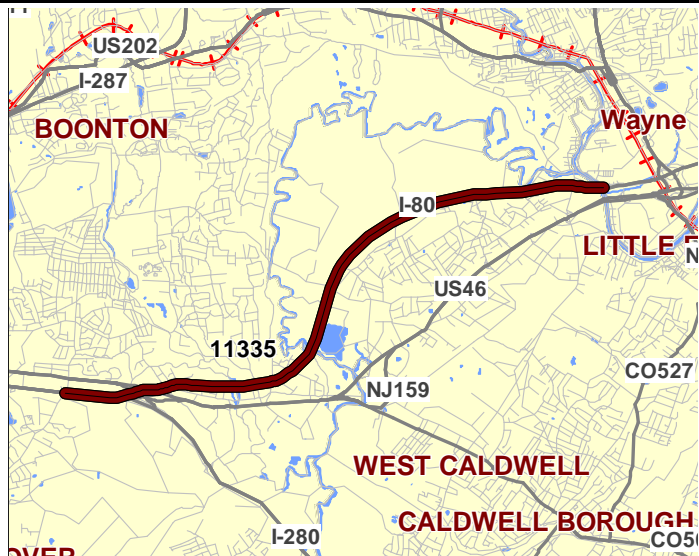 US202
I-287
BOONTON
Wayne
I-80
LITTLE
US46
11335
CO527
NJ159
WEST CALDWELL
I-280
CALDWELL BOROUGH